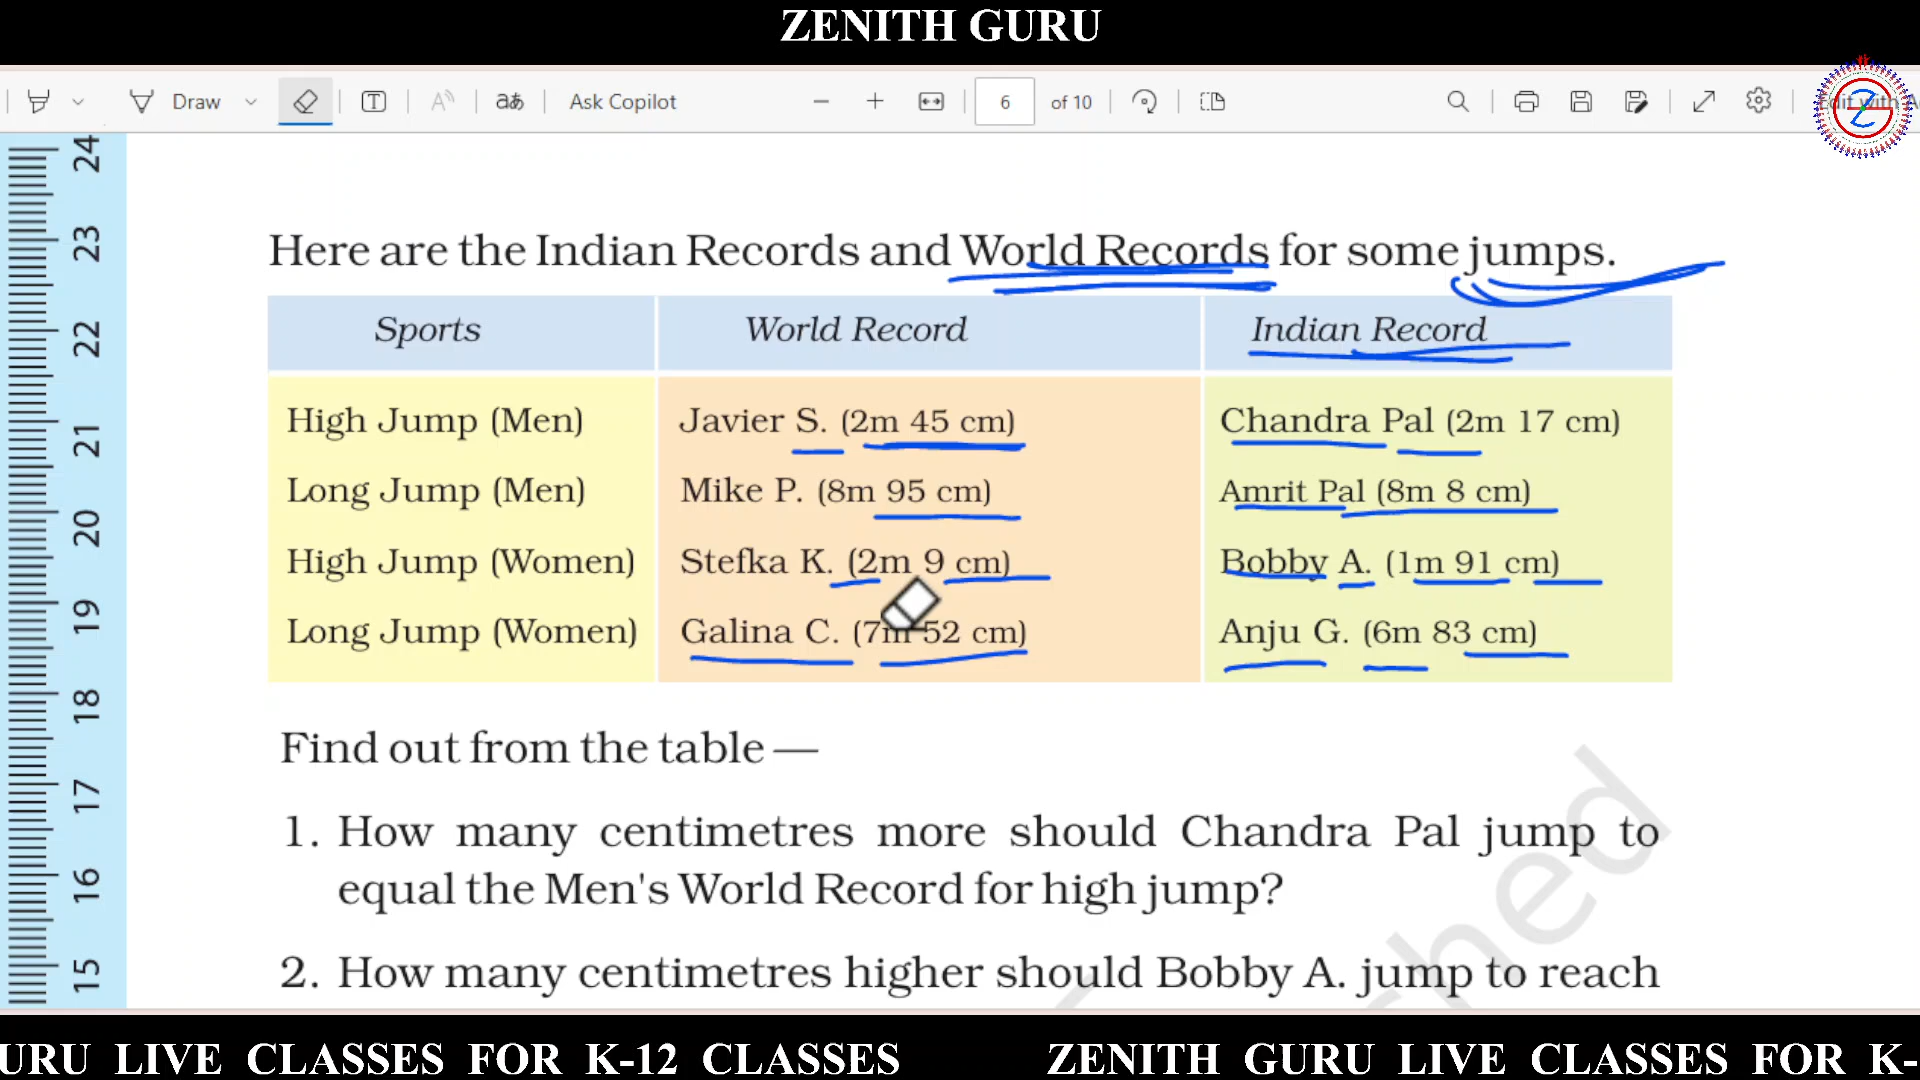 ZENITH GURU
Draw Ask Copilot 6 of 10
24
23
22
21
20
19
18
17
16
15
Here are the Indian Records and World Records for some jumps.
Sports World Record Indian Record
High Jump (Men) Javier S. (2m 45 cm) Chandra Pal (2m 17 cm)
Long Jump (Men) Mike P. (8m 95 cm) Amrit Pal (8m 8 cm)
High Jump (Women) Stefka K. (2m 9 cm) Bobby A. (1m 91 cm)
Long Jump (Women) Galina C. (7m 52 cm) Anju G. (6m 83 cm)
Find out from the table —
1. How many centimetres more should Chandra Pal jump to
equal the Men's World Record for high jump?
2. How many centimetres higher should Bobby A. jump to reach
URU LIVE CLASSES FOR K-12 CLASSES ZENITH GURU LIVE CLASSES FOR K-